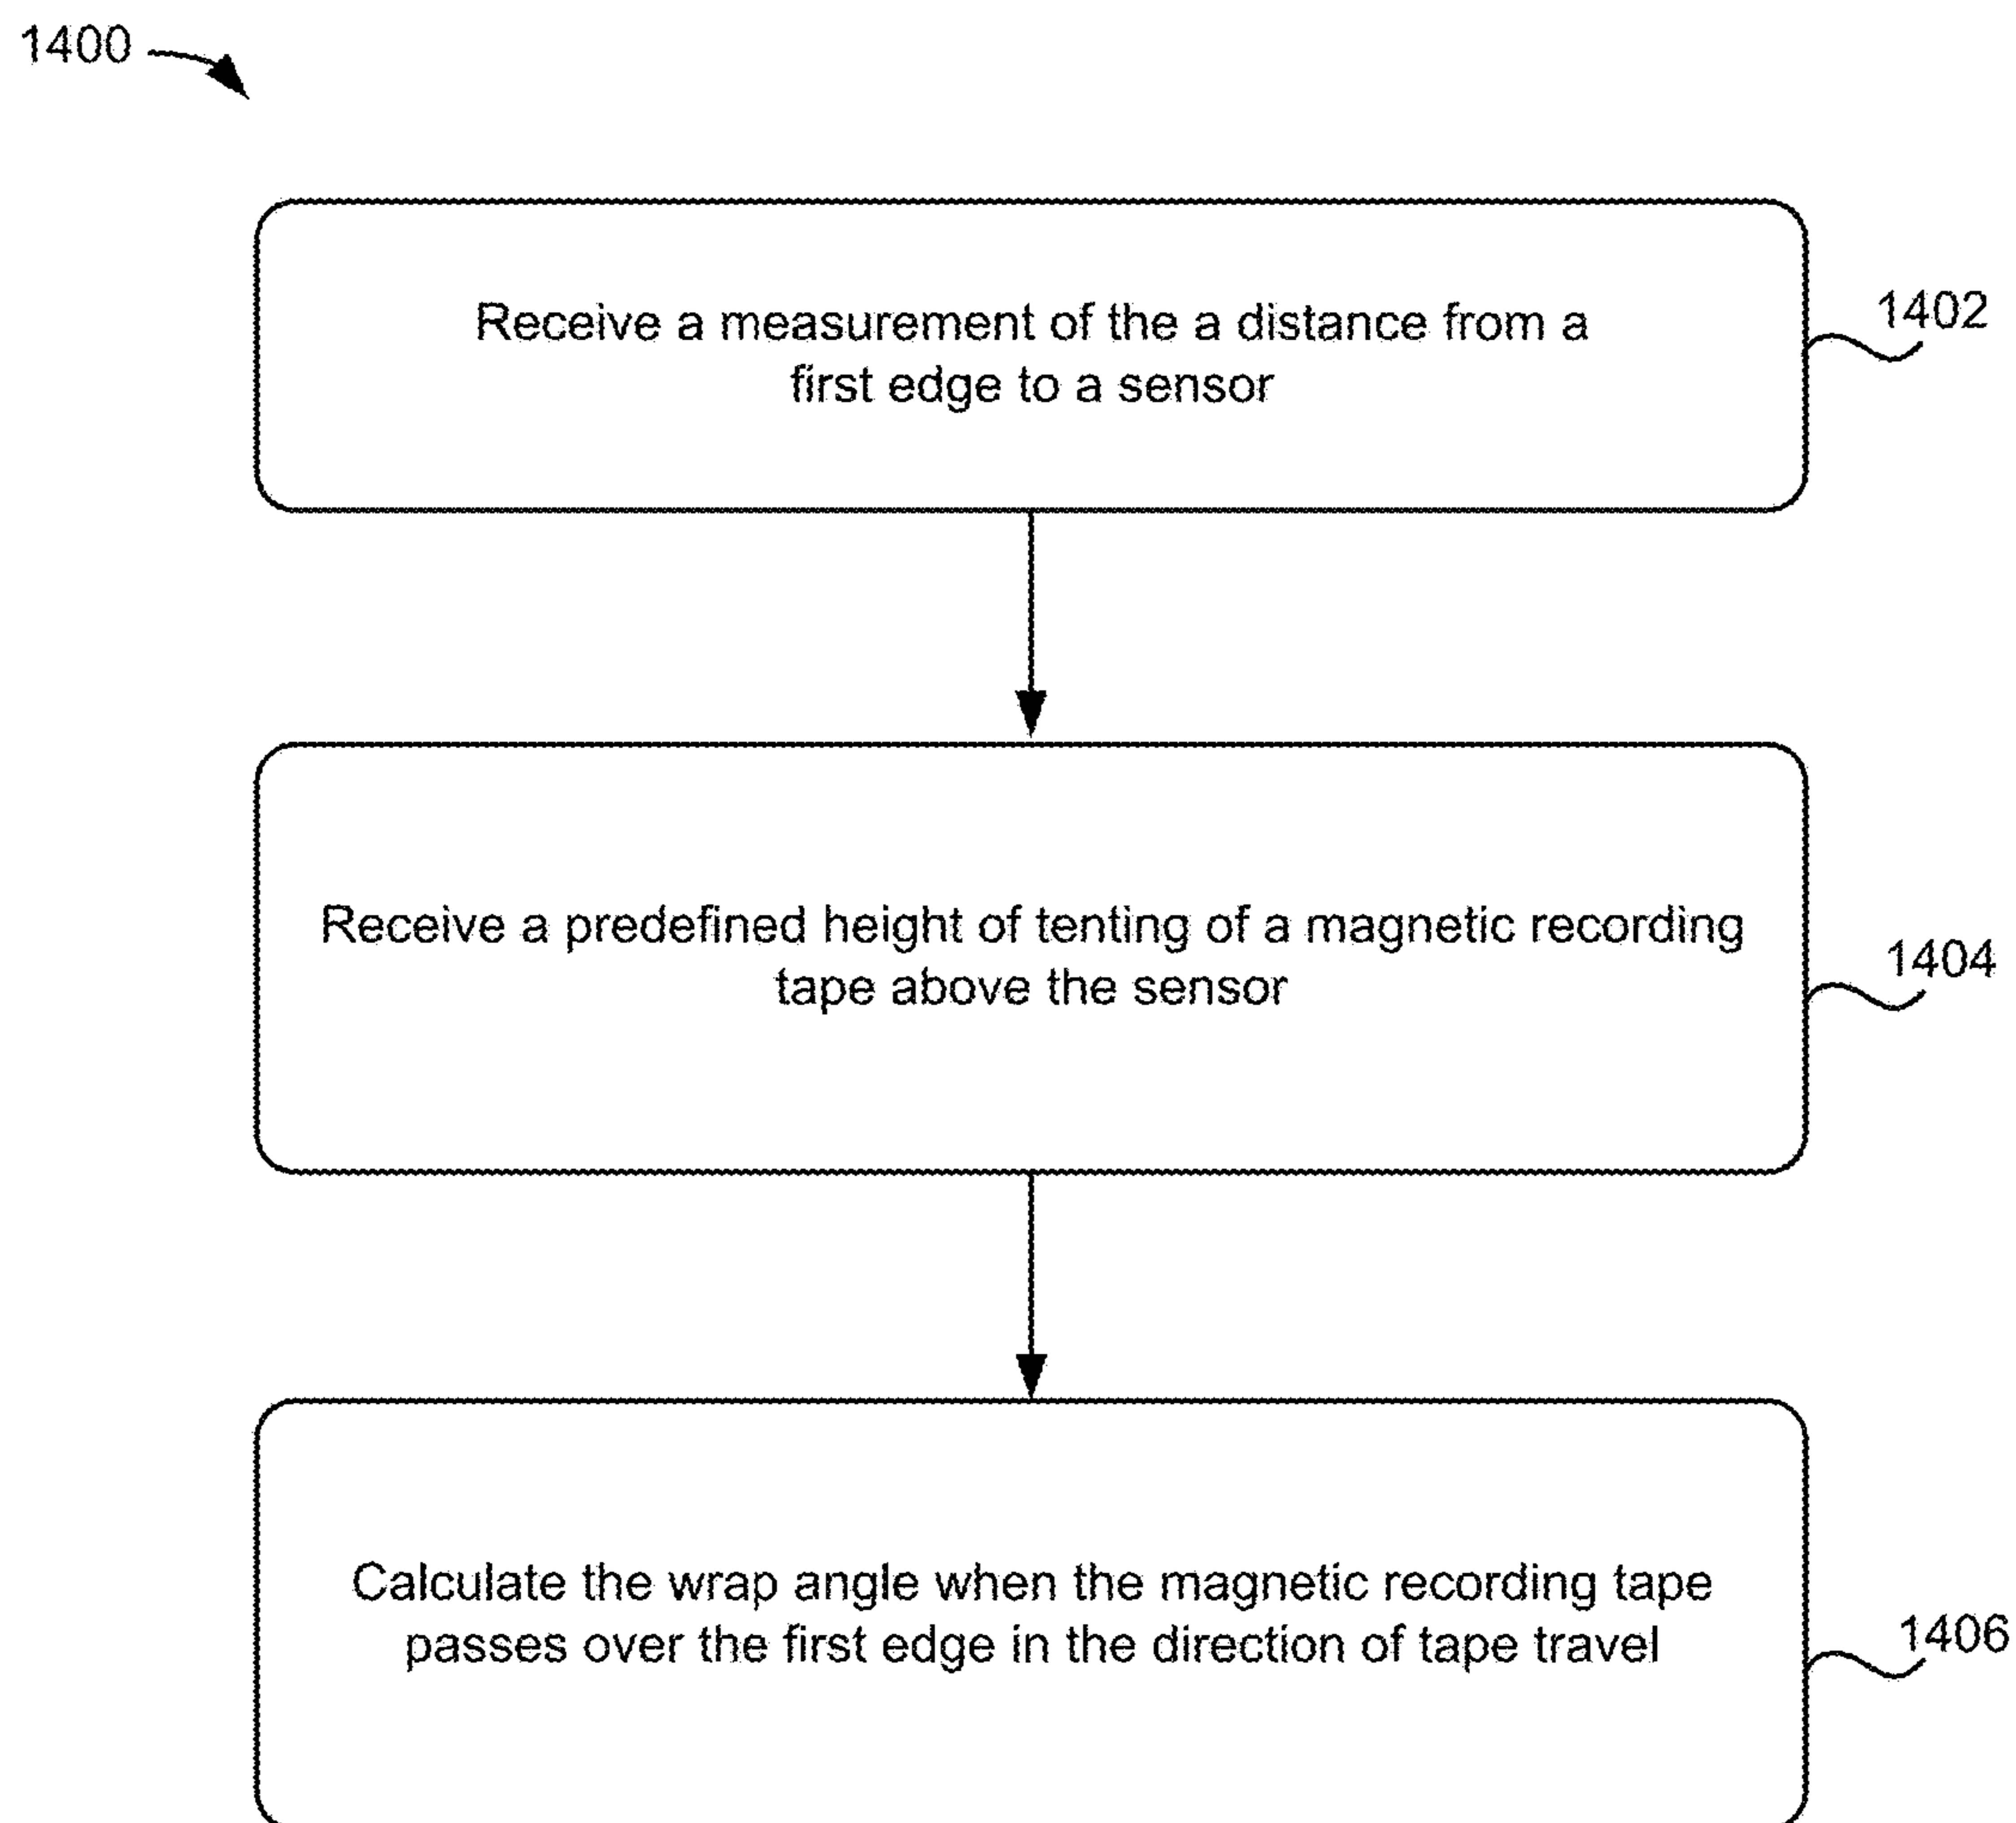 1400
Receive a measurement of the a distance from a
first edge to a sensor
1402
Receive a predefined height of tenting of a magnetic recording
tape above the sensor
1404
Calculate the wrap angle when the magnetic recording tape
passes over the first edge in the direction of tape travel
1406